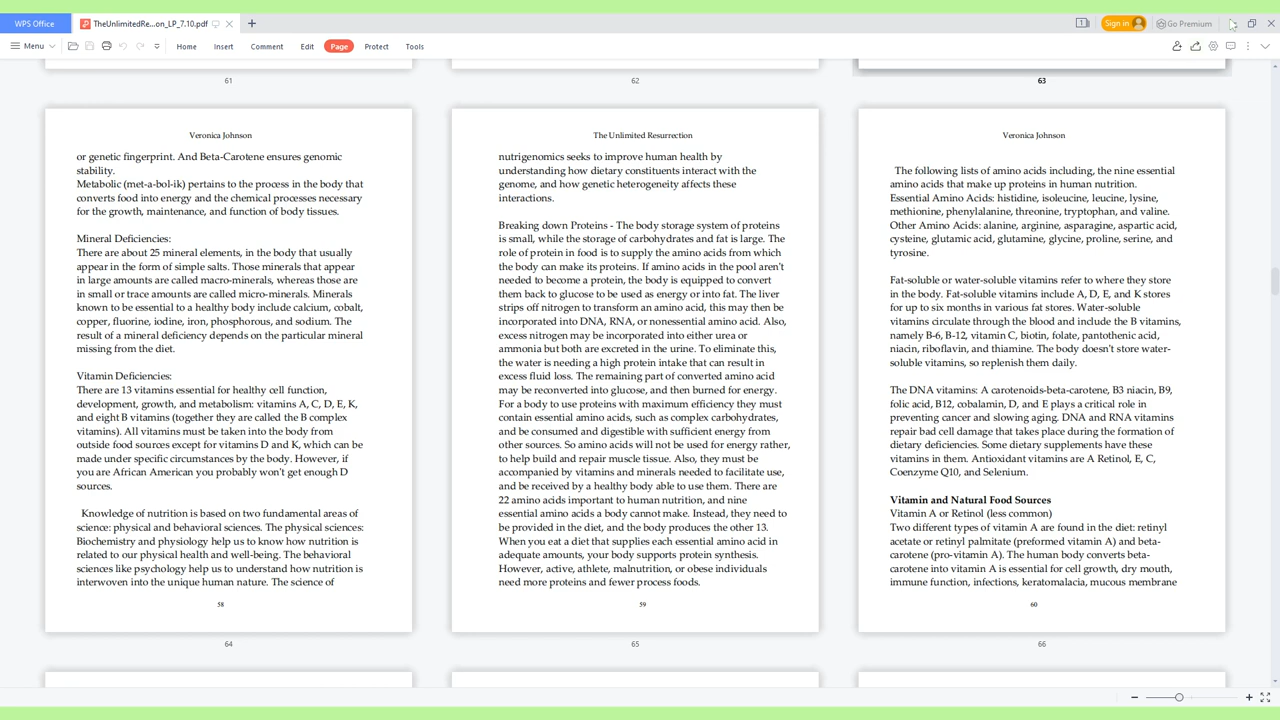 WPS Office
TheUnlimitedRe...on_LP_7.10.pdf
Sign in
Go Premium
Menu
Home
Insert
Comment
Edit
Page
Protect
Tools
61
62
63
Veronica Johnson
or genetic fingerprint. And Beta-Carotene ensures genomic
stability.
Metabolic (met-a-bol-ik) pertains to the process in the body that
converts food into energy and the chemical processes necessary
for the growth, maintenance, and function of body tissues.
Mineral Deficiencies:
There are about 25 mineral elements, in the body that usually
appear in the form of simple salts. Those minerals that appear
in large amounts are called macro-minerals, whereas those are
in small or trace amounts are called micro-minerals. Minerals
known to be essential to a healthy body include calcium, cobalt,
copper, fluorine, iodine, iron, phosphorous, and sodium. The
result of a mineral deficiency depends on the particular mineral
missing from the diet.
Vitamin Deficiencies:
There are 13 vitamins essential for healthy cell function,
development, growth, and metabolism: vitamins A, C, D, E, K,
and eight B vitamins (together they are called the B complex
vitamins). All vitamins must be taken into the body from
outside food sources except for vitamins D and K, which can be
made under specific circumstances by the body. However, if
you are African American you probably won't get enough D
sources.
Knowledge of nutrition is based on two fundamental areas of
science: physical and behavioral sciences. The physical sciences:
Biochemistry and physiology help us to know how nutrition is
related to our physical health and well-being. The behavioral
sciences like psychology help us to understand how nutrition is
interwoven into the unique human nature. The science of
58
64
The Unlimited Resurrection
nutrigenomics seeks to improve human health by
understanding how dietary constituents interact with the
genome, and how genetic heterogeneity affects these
interactions.
Breaking down Proteins - The body storage system of proteins
is small, while the storage of carbohydrates and fat is large. The
role of protein in food is to supply the amino acids from which
the body can make its proteins. If amino acids in the pool aren't
needed to become a protein, the body is equipped to convert
them back to glucose to be used as energy or into fat. The liver
strips off nitrogen to transform an amino acid, this may then be
incorporated into DNA, RNA, or nonessential amino acid. Also,
excess nitrogen may be incorporated into either urea or
ammonia but both are excreted in the urine. To eliminate this,
the water is needing a high protein intake that can result in
excess fluid loss. The remaining part of converted amino acid
may be reconverted into glucose, and then burned for energy.
For a body to use proteins with maximum efficiency they must
contain essential amino acids, such as complex carbohydrates,
and be consumed and digestible with sufficient energy from
other sources. So amino acids will not be used for energy rather,
to help build and repair muscle tissue. Also, they must be
accompanied by vitamins and minerals needed to facilitate use,
and be received by a healthy body able to use them. There are
22 amino acids important to human nutrition, and nine
essential amino acids a body cannot make. Instead, they need to
be provided in the diet, and the body produces the other 13.
When you eat a diet that supplies each essential amino acid in
adequate amounts, your body supports protein synthesis.
However, active, athlete, malnutrition, or obese individuals
need more proteins and fewer process foods.
59
65
Veronica Johnson
The following lists of amino acids including, the nine essential
amino acids that make up proteins in human nutrition.
Essential Amino Acids: histidine, isoleucine, leucine, lysine,
methionine, phenylalanine, threonine, tryptophan, and valine.
Other Amino Acids: alanine, arginine, asparagine, aspartic acid,
cysteine, glutamic acid, glutamine, glycine, proline, serine, and
tyrosine.
Fat-soluble or water-soluble vitamins refer to where they store
in the body. Fat-soluble vitamins include A, D, E, and K stores
for up to six months in various fat stores. Water-soluble
vitamins circulate through the blood and include the B vitamins,
namely B-6, B-12, vitamin C, biotin, folate, pantothenic acid,
niacin, riboflavin, and thiamine. The body doesn't store water-
soluble vitamins, so replenish them daily.
The DNA vitamins: A carotenoids-beta-carotene, B3 niacin, B9,
folic acid, B12, cobalamin, D, and E plays a critical role in
preventing cancer and slowing aging. DNA and RNA vitamins
repair bad cell damage that takes place during the formation of
dietary deficiencies. Some dietary supplements have these
vitamins in them. Antioxidant vitamins are A Retinol, E, C,
Coenzyme Q10, and Selenium.
Vitamin and Natural Food Sources
Vitamin A or Retinol (less common)
Two different types of vitamin A are found in the diet: retinyl
acetate or retinyl palmitate (preformed vitamin A) and beta-
carotene (pro-vitamin A). The human body converts beta-
carotene into vitamin A is essential for cell growth, dry mouth,
immune function, infections, keratomalacia, mucous membrane
60
66